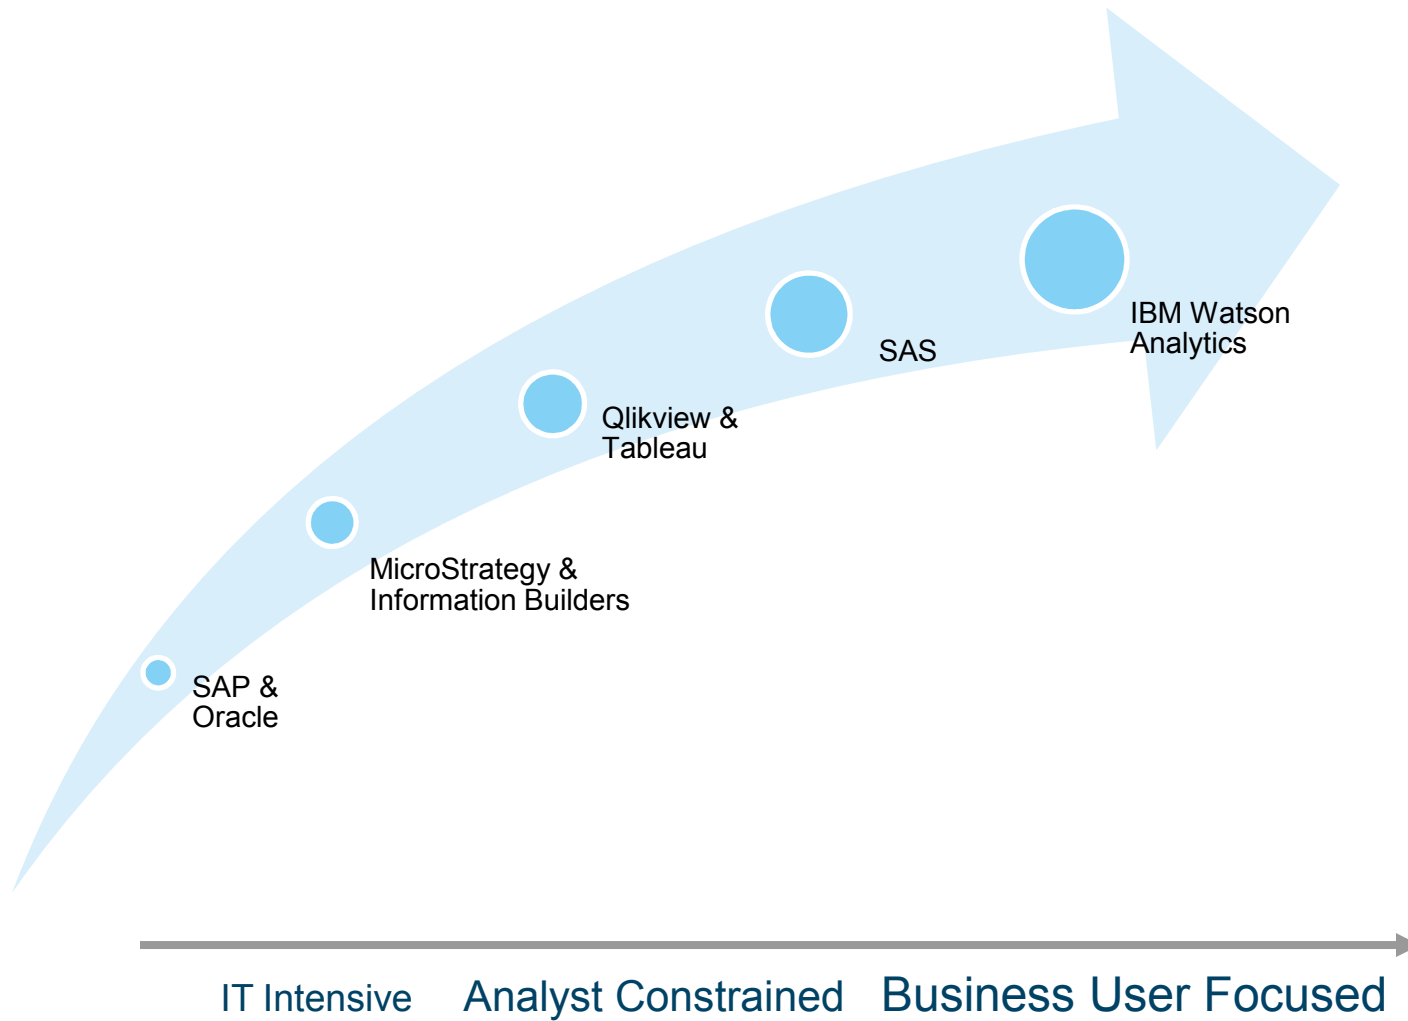 IBM Watson
Analytics
SAS
Qlikview &
Tableau
MicroStrategy &
Information Builders
SAP &
Oracle
IT Intensive
Analyst Constrained
Business User Focused